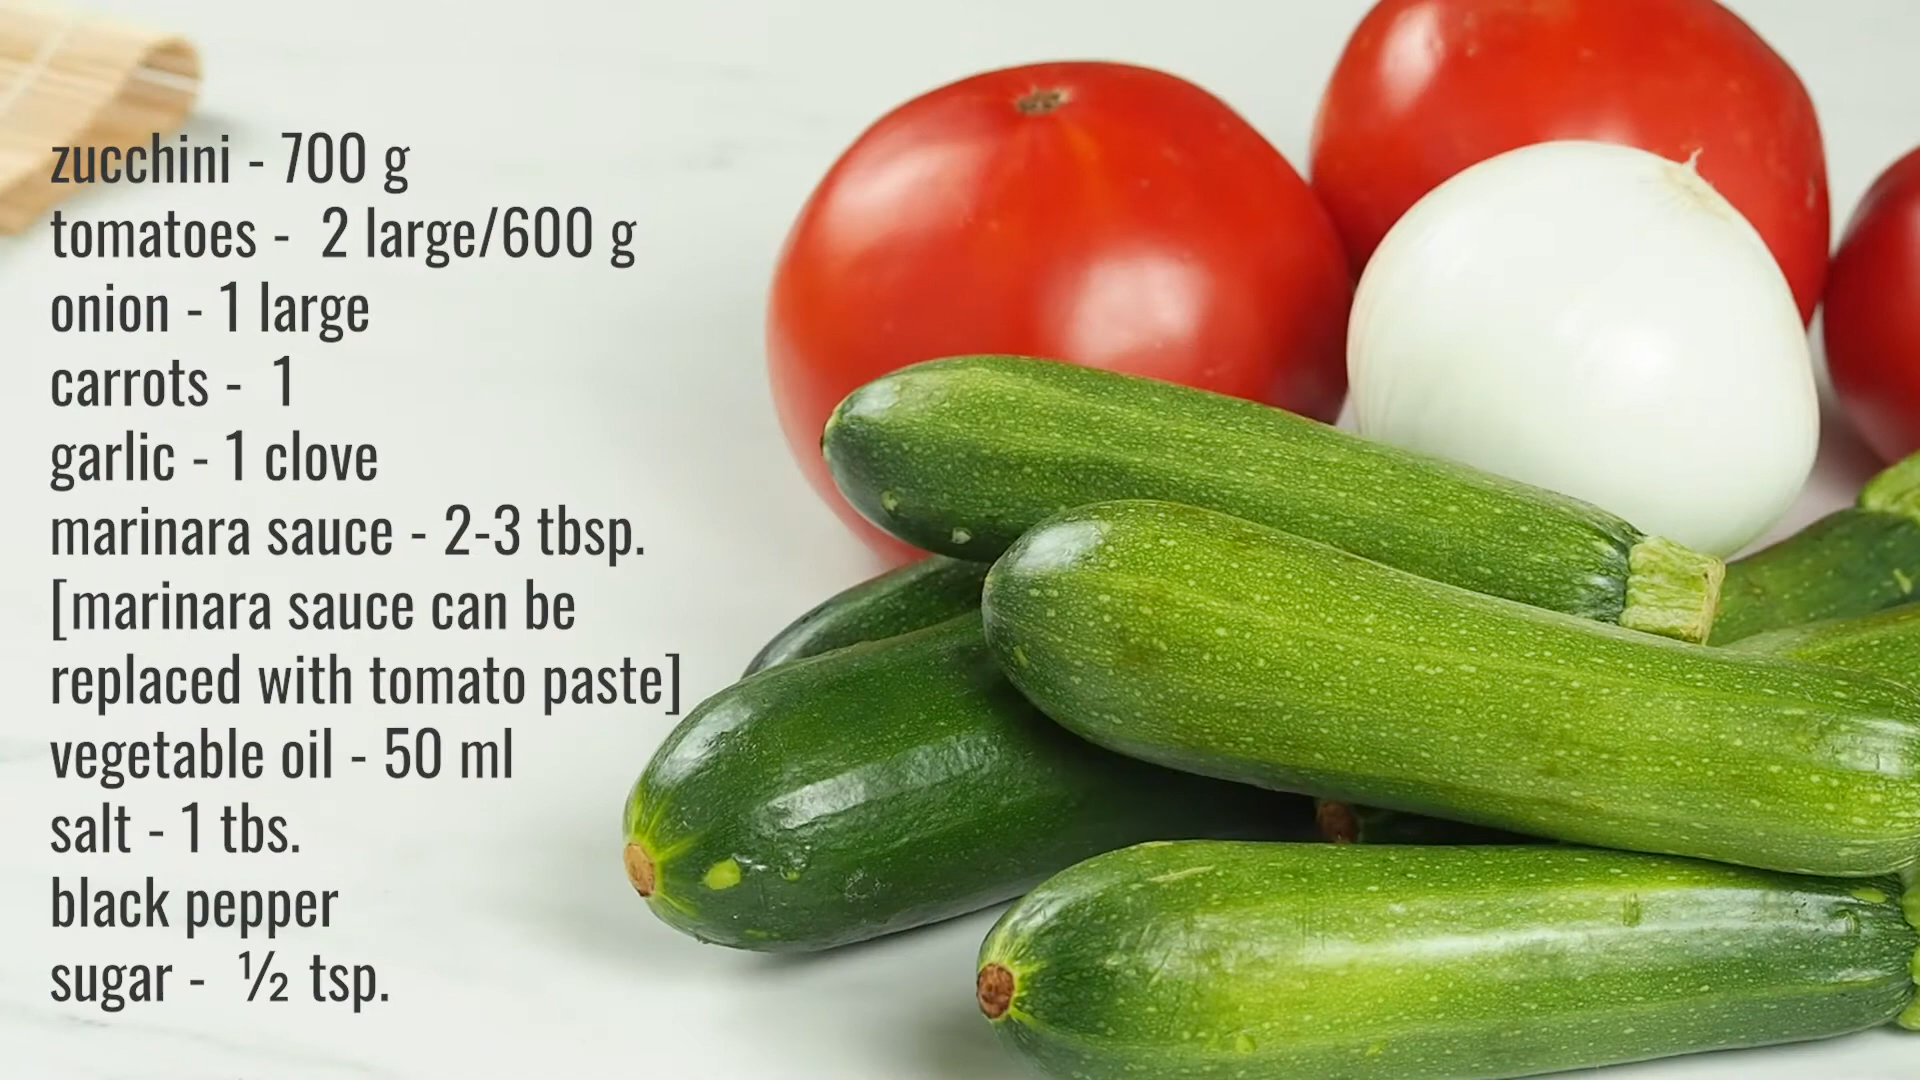 zucchini - 700 g
tomatoes - 2 large/600 g
onion - 1 large
carrots - 1
garlic - 1 clove
marinara sauce - 2-3 tbsp.
[marinara sauce can be
replaced with tomato paste]
vegetable oil - 50 ml
salt - 1 tbs.
black pepper
sugar - ½ tsp.